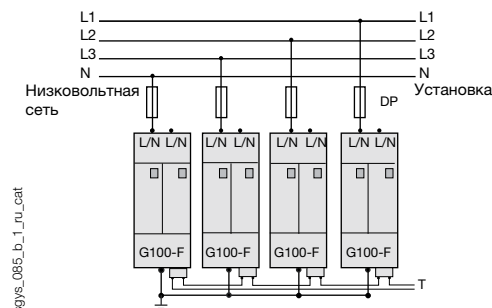 L1 L1
L2 L2
L3 L3
N N
Низковольтная сеть
Установка
DP
L/N L/N L/N L/N L/N L/N L/N L/N
G100-F G100-F G100-F G100-F
T
gys_085_b_1_ru_cat